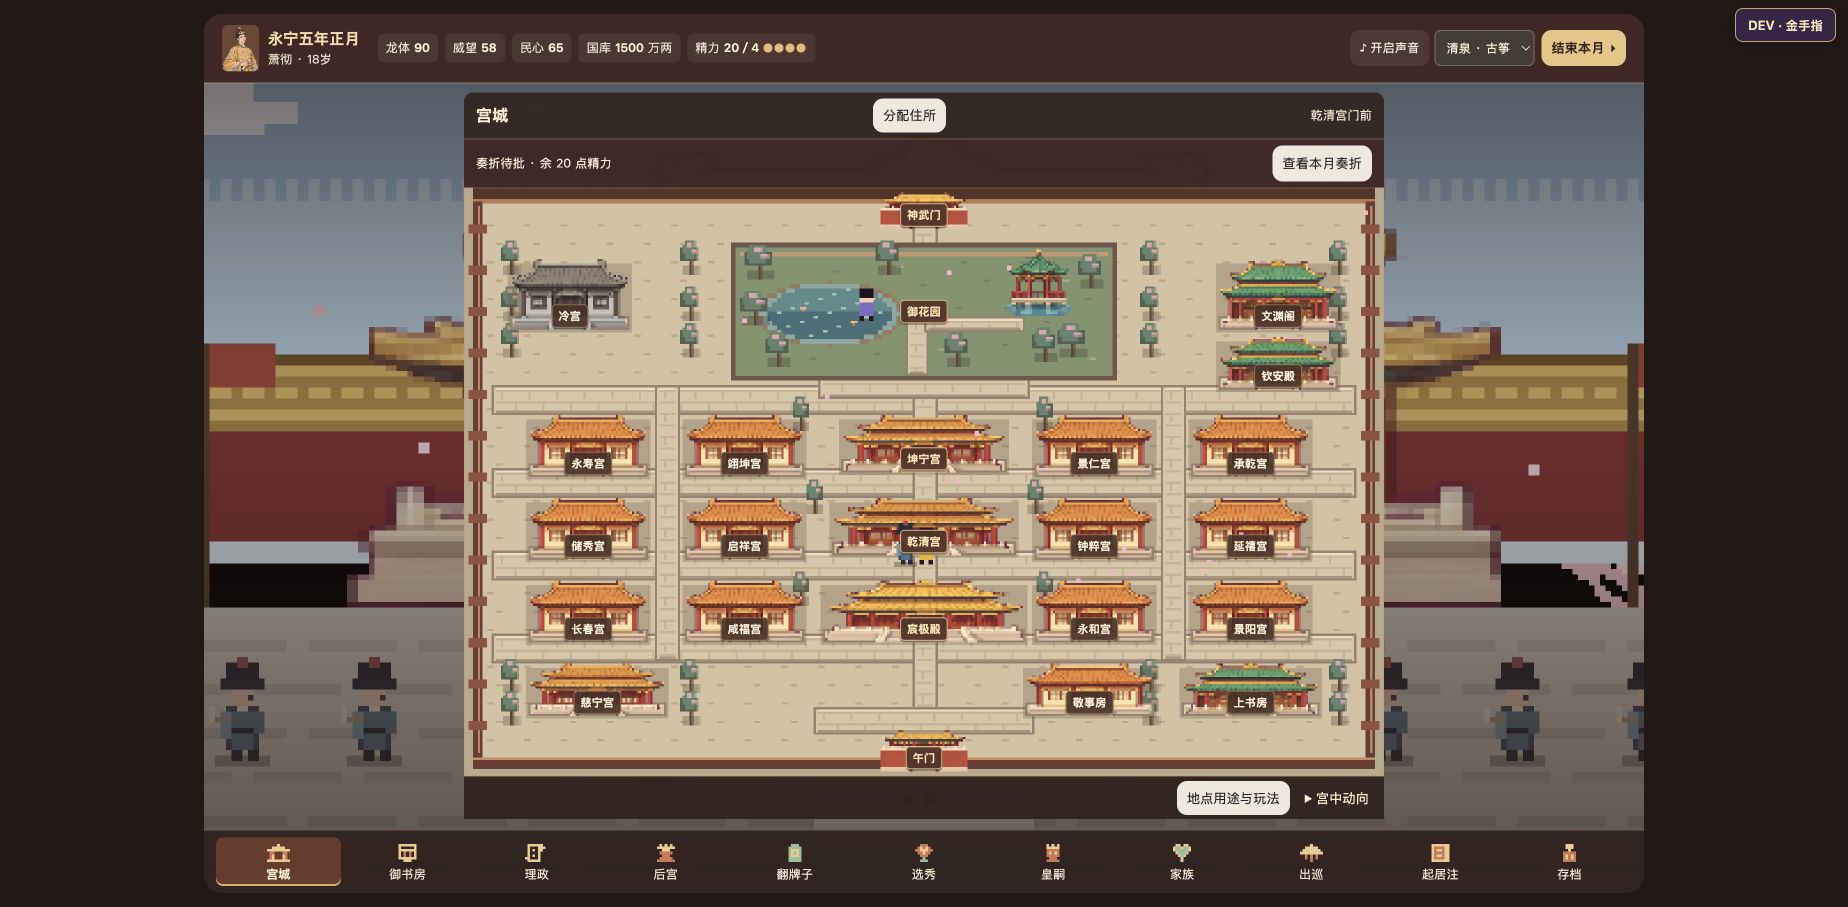 永宁五年正月
萧彻 · 18岁
龙体 90
威望 58
民心 65
国库 1500 万两
精力 20 / 4
♪ 开启声音
清泉 · 古筝
结束本月
DEV · 金手指
宫城
分配住所
乾清宫门前
奏折待批 · 余 20 点精力
查看本月奏折
神武门
冷宫
御花园
文渊阁
钦安殿
永寿宫
翊坤宫
坤宁宫
景仁宫
承乾宫
储秀宫
启祥宫
乾清宫
钟粹宫
延禧宫
长春宫
咸福宫
宸极殿
永和宫
景阳宫
慈宁宫
敬事房
上书房
午门
地点用途与玩法
宫中动向
宫城
御书房
理政
后宫
翻牌子
选秀
皇嗣
家族
出巡
起居注
存档